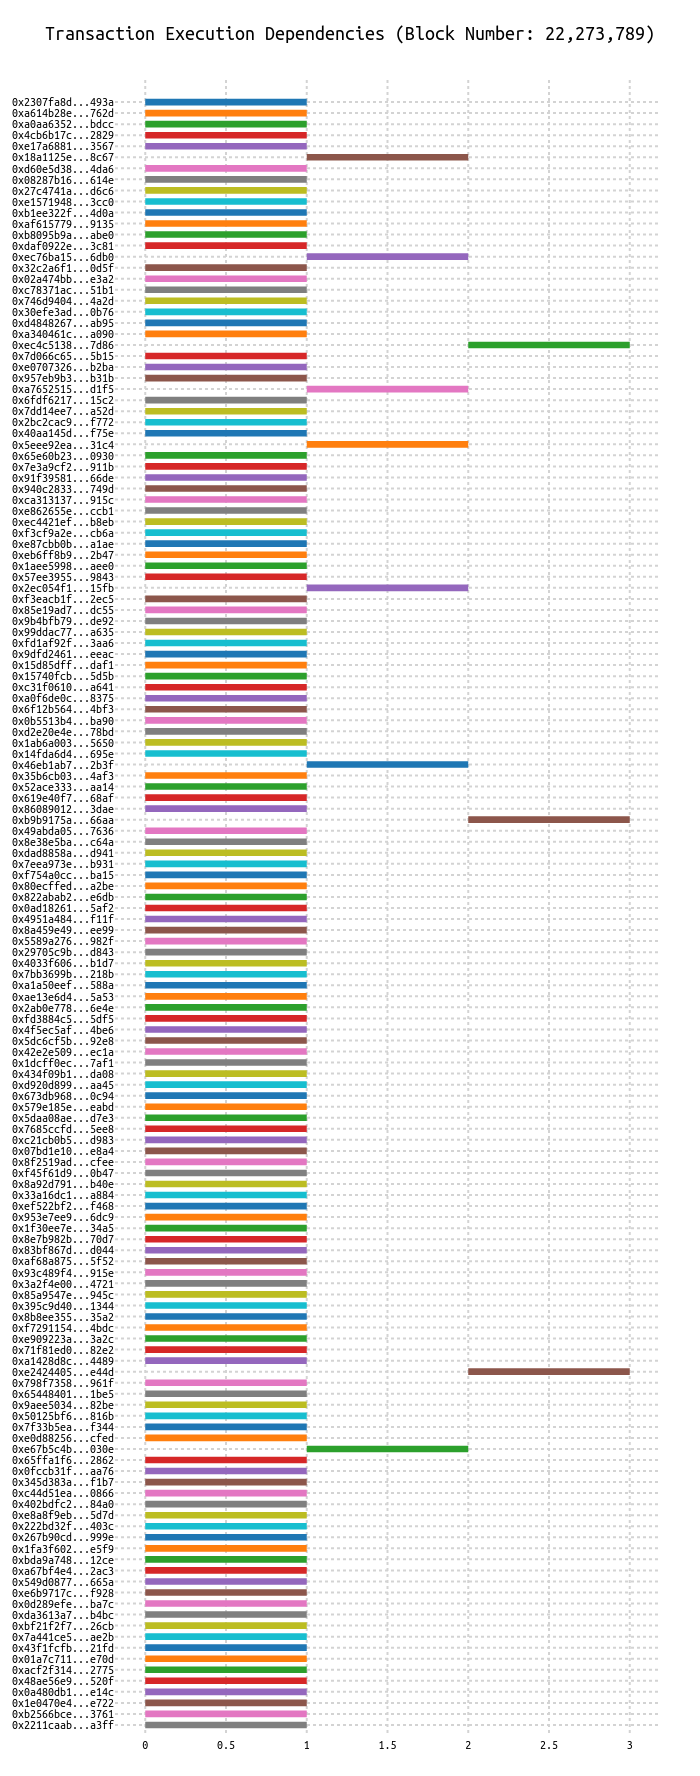 Transaction Execution Dependencies (Block Number: 22,273,789)
0x2307fa8d...493a
0xa614b28e...762d
0xa0aa6352...bdcc
0x4cb6b17c...2829
0xe17a6881...3567
0x18a1125e...8c67
0xd60e5d38...4da6
0x08287b16...614e
0x27c4741a...d6c6
0xe1571948...3cc0
0xb1ee322f...4d0a
0xaf615779...9135
0xb8095b9a...abe0
0xdaf0922e...3c81
0xec76ba15...6db0
0x32c2a6f1...0d5f
0x02a474bb...e3a2
0xc78371ac...51b1
0x746d9404...4a2d
0x30efe3ad...0b76
0xd4848267...ab95
0xa340461c...a090
0xec4c5138...7d86
0x7d066c65...5b15
0xe0707326...b2ba
0x957eb9b3...b31b
0xa7652515...d1f5
0x6fdf6217...15c2
0x7dd14ee7...a52d
0x2bc2cac9...f772
0x40aa145d...f75e
0x5eee92ea...31c4
0x65e60b23...0930
0x7e3a9cf2...911b
0x91f39581...66de
0x940c2833...749d
0xca313137...915c
0xe862655e...ccb1
0xec4421ef...b8eb
0xf3cf9a2e...cb6a
0xe87cbb0b...a1ae
0xeb6ff8b9...2b47
0x1aee5998...aee0
0x57ee3955...9843
0x2ec054f1...15fb
0xf3eacb1f...2ec5
0x85e19ad7...dc55
0x9b4bfb79...de92
0x99ddac77...a635
0xfd1af92f...3aa6
0x9dfd2461...eeac
0x15d85dff...daf1
0x15740fcb...5d5b
0xc31f0610...a641
0xa0f6de0c...8375
0x6f12b564...4bf3
0x0b5513b4...ba90
0xd2e20e4e...78bd
0x1ab6a003...5650
0x14fda6d4...695e
0x46eb1ab7...2b3f
0x35b6cb03...4af3
0x52ace333...aa14
0x619e40f7...68af
0x86089012...3dae
0xb9b9175a...66aa
0x49abda05...7636
0x8e38e5ba...c64a
0xdad8858a...d941
0x7eea973e...b931
0xf754a0cc...ba15
0x80ecffed...a2be
0x822abab2...e6db
0x0ad18261...5af2
0x4951a484...f11f
0x8a459e49...ee99
0x5589a276...982f
0x29705c9b...d843
0x4033f606...b1d7
0x7bb3699b...218b
0xa1a50eef...588a
0xae13e6d4...5a53
0x2ab0e778...6e4e
0xfd3884c5...5df5
0x4f5ec5af...4be6
0x5dc6cf5b...92e8
0x42e2e509...ec1a
0x1dcff0ec...7af1
0x434f09b1...da08
0xd920d899...aa45
0x673db968...0c94
0x579e185e...eabd
0x5daa08ae...d7e3
0x7685ccfd...5ee8
0xc21cb0b5...d983
0x07bd1e10...e8a4
0x8f2519ad...cfee
0xf45f61d9...0b47
0x8a92d791...b40e
0x33a16dc1...a884
0xef522bf2...f468
0x953e7ee9...6dc9
0x1f30ee7e...34a5
0x8e7b982b...70d7
0x83bf867d...d044
0xaf68a875...5f52
0x93c489f4...915e
0x3a2f4e00...4721
0x85a9547e...945c
0x395c9d40...1344
0x8b8ee355...35a2
0xf7291154...4bdc
0xe909223a...3a2c
0x71f81ed0...82e2
0xa1428d8c...4489
0xe2424405...e44d
0x798f7358...961f
0x65448401...1be5
0x9aee5034...82be
0x50125bf6...816b
0x7f33b5ea...f344
0xe0d88256...cfed
0xe67b5c4b...030e
0x65ffa1f6...2862
0x0fccb31f...aa76
0x345d383a...f1b7
0xc44d51ea...0866
0x402bdfc2...84a0
0xe8a8f9eb...5d7d
0x222bd32f...403c
0x267b90cd...999e
0x1fa3f602...e5f9
0xbda9a748...12ce
0xa67bf4e4...2ac3
0x549d0877...665a
0xe6b9717c...f928
0x0d289efe...ba7c
0xda3613a7...b4bc
0xbf21f2f7...26cb
0x7a441ce5...ae2b
0x43f1fcfb...21fd
0x01a7c711...e70d
0xacf2f314...2775
0x48ae56e9...520f
0x0a480db1...e14c
0x1e0470e4...e722
0xb2566bce...3761
0x2211caab...a3ff
0 0.5 1 1.5 2 2.5 3